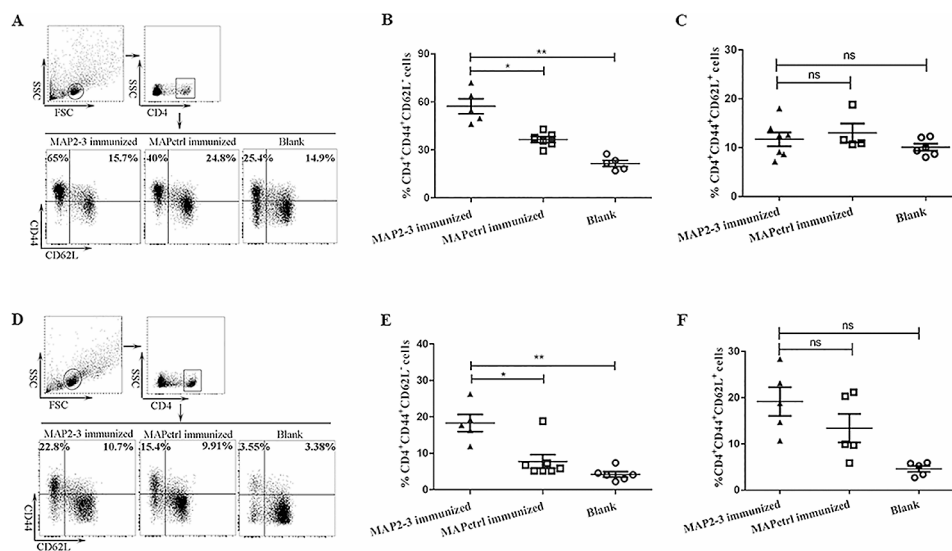 A
SSC
FSC
SSC
CD4
MAP2-3 immunized
MAPctrl immunized
Blank
65%
15.7%
40%
24.8%
25.4%
14.9%
CD44
CD62L
B
% CD4+CD44+CD62L- cells
90
60
30
0
**
*
MAP2-3 immunized
MAPctrl immunized
Blank
C
% CD4+CD44+CD62L+ cells
30
20
10
0
ns
ns
MAP2-3 immunized
MAPctrl immunized
Blank
D
SSC
FSC
SSC
CD4
MAP2-3 immunized
MAPctrl immunized
Blank
22.8%
10.7%
15.4%
9.91%
3.55%
3.38%
CD44
CD62L
E
% CD4+CD44+CD62L- cells
40
30
20
10
0
**
*
MAP2-3 immunized
MAPctrl immunized
Blank
F
% CD4+CD44+CD62L+ cells
30
20
10
0
ns
ns
MAP2-3 immunized
MAPctrl immunized
Blank